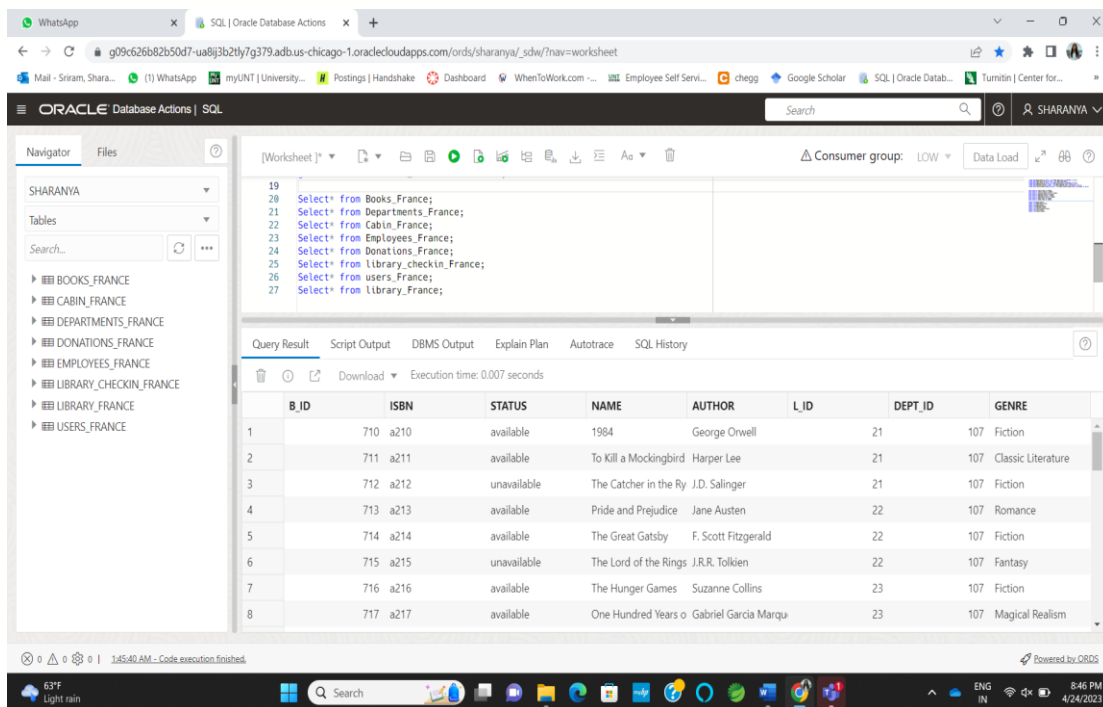 WhatsApp
SQL | Oracle Database Actions
g09c626b82b50d7-ua8ij3b2tly7g379.adb.us-chicago-1.oraclecloudapps.com/ords/sharanya/_sdw/?nav=worksheet
Mail - Sriram, Shara... (1) WhatsApp myUNT | University... Postings | Handshake Dashboard WhenToWork.com -... Employee Self Servi... chegg Google Scholar SQL | Oracle Datab... Turnitin | Center for... »
ORACLE Database Actions | SQL Search SHARANYA
Navigator Files [Worksheet]* Aa Consumer group: LOW Data Load
SHARANYA
Tables
Search...
BOOKS_FRANCE
CABIN_FRANCE
DEPARTMENTS_FRANCE
DONATIONS_FRANCE
EMPLOYEES_FRANCE
LIBRARY_CHECKIN_FRANCE
LIBRARY_FRANCE
USERS_FRANCE
19
20 Select* from Books_France;
21 Select* from Departments_France;
22 Select* from Cabin_France;
23 Select* from Employees_France;
24 Select* from Donations_France;
25 Select* from library_checkin_France;
26 Select* from users_France;
27 Select* from library_France;
Query Result Script Output DBMS Output Explain Plan Autotrace SQL History
Download Execution time: 0.007 seconds
B_ID ISBN STATUS NAME AUTHOR L_ID DEPT_ID GENRE
1 710 a210 available 1984 George Orwell 21 107 Fiction
2 711 a211 available To Kill a Mockingbird Harper Lee 21 107 Classic Literature
3 712 a212 unavailable The Catcher in the Ry J.D. Salinger 21 107 Fiction
4 713 a213 available Pride and Prejudice Jane Austen 22 107 Romance
5 714 a214 available The Great Gatsby F. Scott Fitzgerald 22 107 Fiction
6 715 a215 unavailable The Lord of the Rings J.R.R. Tolkien 22 107 Fantasy
7 716 a216 available The Hunger Games Suzanne Collins 23 107 Fiction
8 717 a217 available One Hundred Years o Gabriel Garcia Marqu 23 107 Magical Realism
0 0 0 | 1:45:40 AM - Code execution finished. Powered by ORDS
63°F
Light rain
Search
ENG
IN
8:46 PM
4/24/2023